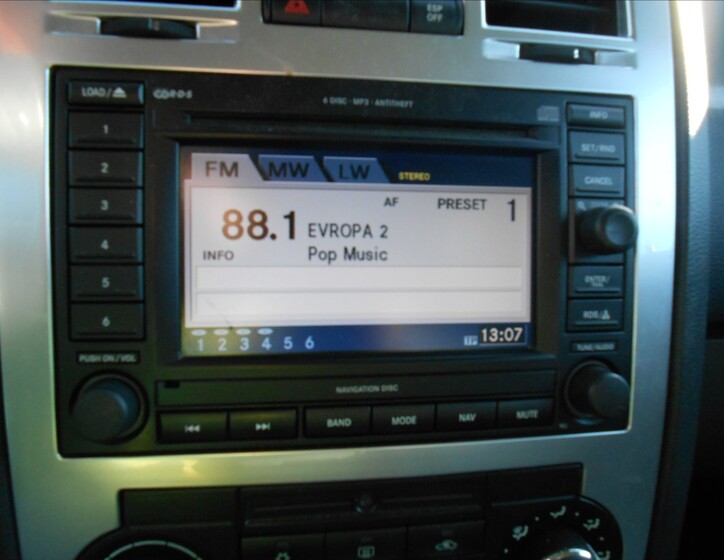 ESP OFF
LOAD/
6 DISC · MP3 · ANTITHEFT
INFO
1
SET/RND
2
CANCEL
3
4
5
6
FM MW LW STEREO
AF PRESET 1
88.1 EVROPA 2
INFO Pop Music
1 2 3 4 5 6 TP 13:07
ENTER/
RDS/
PUSH ON/VOL
TUNE/AUDIO
NAVIGATION DISC
BAND MODE NAV MUTE